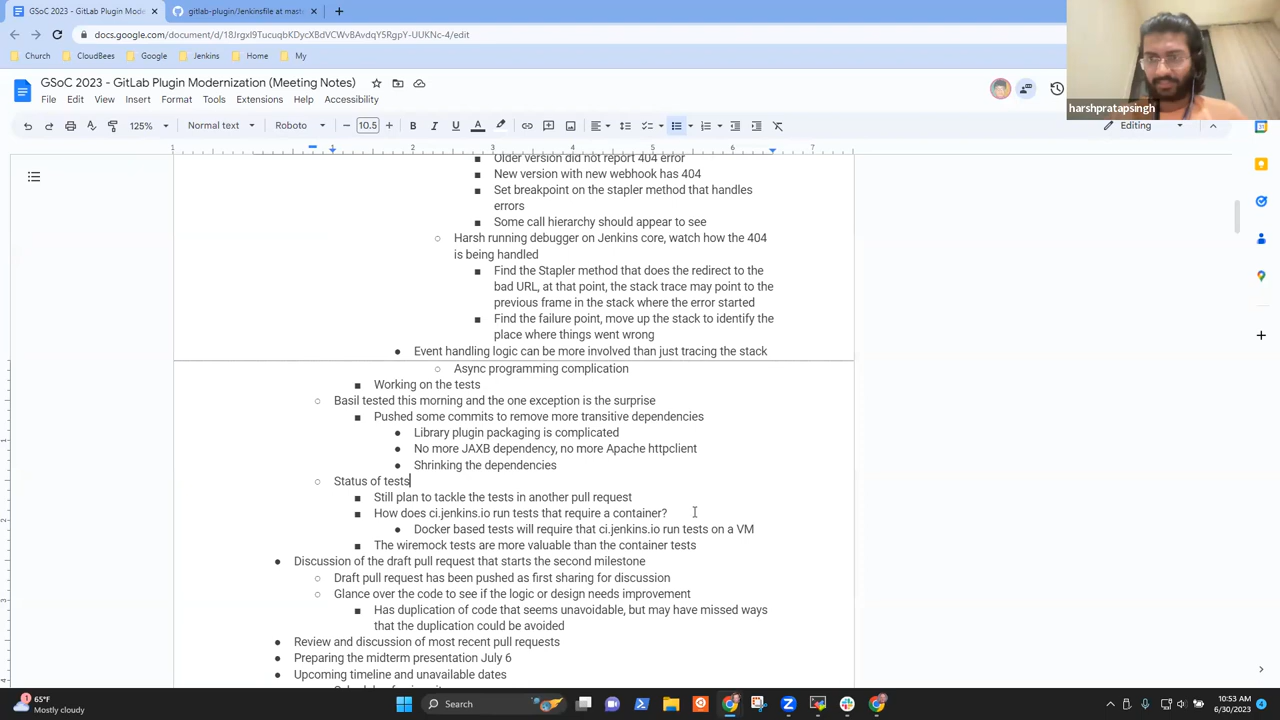 GSoC 2023 - GitLab Plugin Mode
gitlab-plugin/Jenkinsfile at mast
docs.google.com/document/d/18JrgxI9TucuqbKDycXBdVCWvBAvdqY5RgpY-UUKNc-4/edit
Church
CloudBees
Google
Jenkins
Home
My
harshpratapsingh
GSoC 2023 - GitLab Plugin Modernization (Meeting Notes)
File Edit View Insert Format Tools Extensions Help Accessibility
125% Normal text Roboto 10.5 Editing
1 1 2 3 4 5 6 7
■ Older version did not report 404 error
■ New version with new webhook has 404
■ Set breakpoint on the stapler method that handles
errors
■ Some call hierarchy should appear to see
○ Harsh running debugger on Jenkins core, watch how the 404
is being handled
■ Find the Stapler method that does the redirect to the
bad URL, at that point, the stack trace may point to the
previous frame in the stack where the error started
■ Find the failure point, move up the stack to identify the
place where things went wrong
● Event handling logic can be more involved than just tracing the stack
○ Async programming complication
■ Working on the tests
○ Basil tested this morning and the one exception is the surprise
■ Pushed some commits to remove more transitive dependencies
● Library plugin packaging is complicated
● No more JAXB dependency, no more Apache httpclient
● Shrinking the dependencies
○ Status of tests
■ Still plan to tackle the tests in another pull request
■ How does ci.jenkins.io run tests that require a container?
● Docker based tests will require that ci.jenkins.io run tests on a VM
■ The wiremock tests are more valuable than the container tests
● Discussion of the draft pull request that starts the second milestone
○ Draft pull request has been pushed as first sharing for discussion
○ Glance over the code to see if the logic or design needs improvement
■ Has duplication of code that seems unavoidable, but may have missed ways
that the duplication could be avoided
● Review and discussion of most recent pull requests
● Preparing the midterm presentation July 6
● Upcoming timeline and unavailable dates
65°F
Mostly cloudy
Search
10:53 AM
6/30/2023